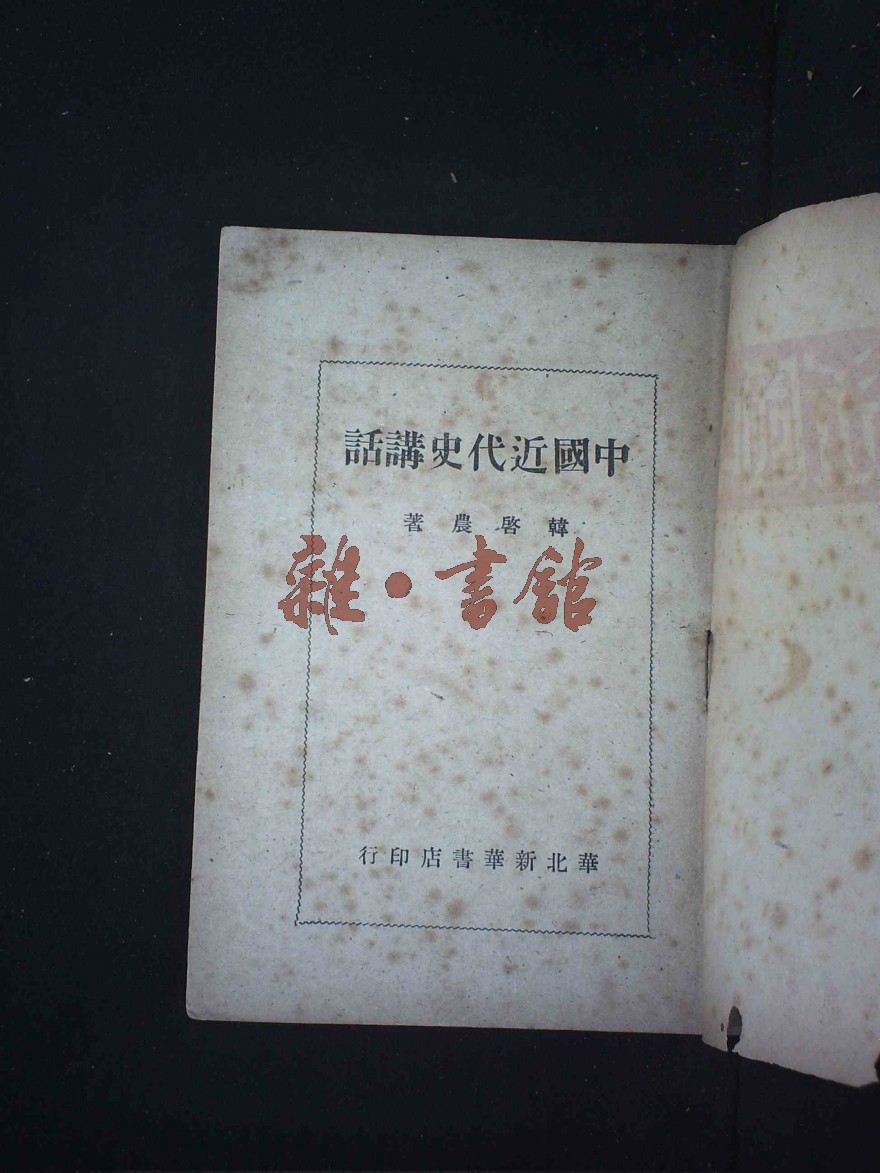 中國近代史講話
韓啓農著
雜·書館
華北新華書店印行